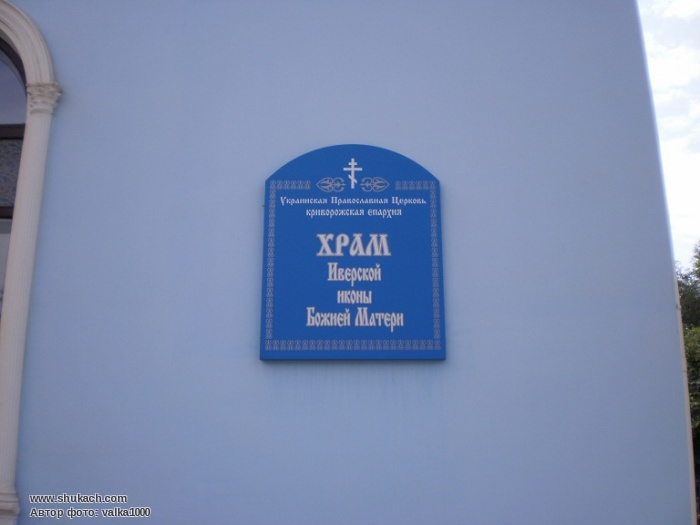 Украинская Православная Церковь
криворожская епархия
ХРАМ
Иверской
иконы
Божией Матери
www.shukach.com
Автор фото: valka1000